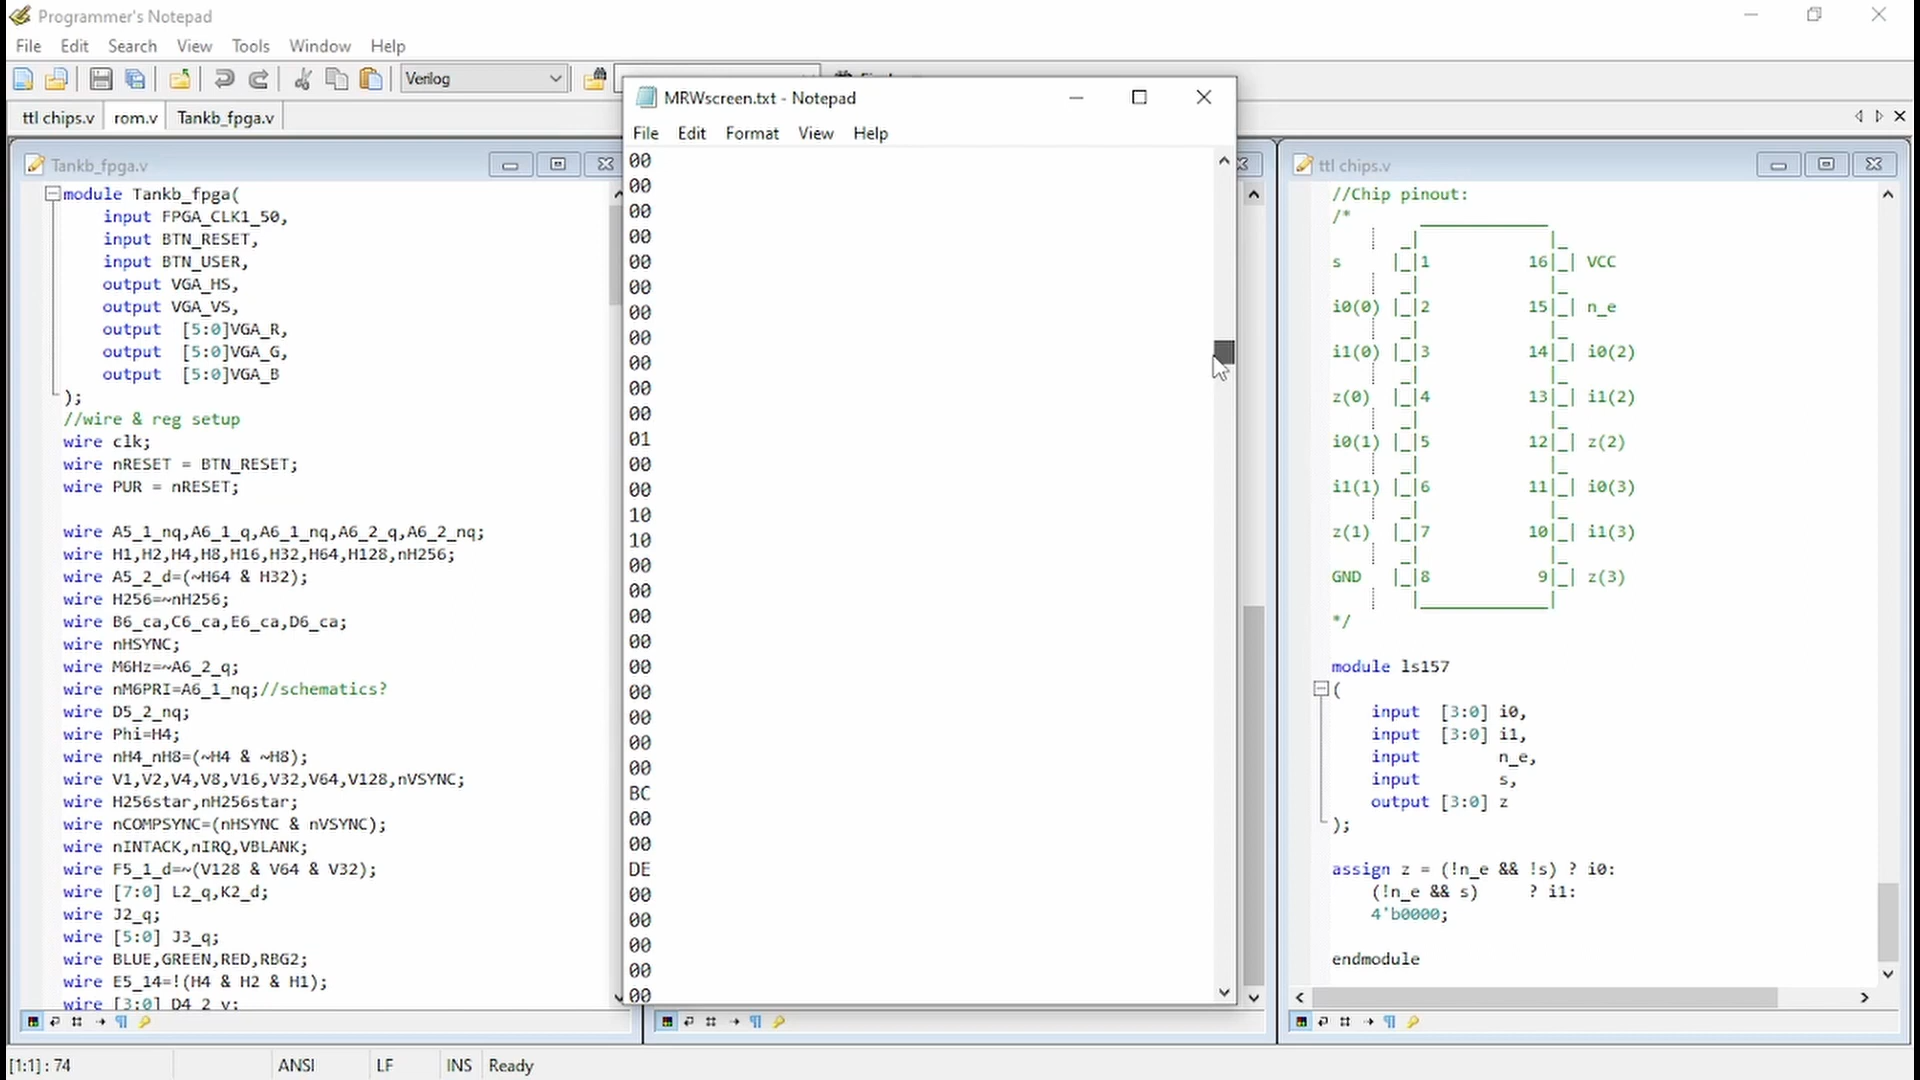 Programmer's Notepad
File Edit Search View Tools Window Help
Verilog
ttl chips.v rom.v Tankb_fpga.v
Tankb_fpga.v
module Tankb_fpga(
input FPGA_CLK1_50,
input BTN_RESET,
input BTN_USER,
output VGA_HS,
output VGA_VS,
output [5:0]VGA_R,
output [5:0]VGA_G,
output [5:0]VGA_B
);
//wire & reg setup
wire clk;
wire nRESET = BTN_RESET;
wire PUR = nRESET;
wire A5_1_nq,A6_1_q,A6_1_nq,A6_2_q,A6_2_nq;
wire H1,H2,H4,H8,H16,H32,H64,H128,nH256;
wire A5_2_d=(~H64 & H32);
wire H256=~nH256;
wire B6_ca,C6_ca,E6_ca,D6_ca;
wire nHSYNC;
wire M6Hz=~A6_2_q;
wire nM6PRI=A6_1_nq;//schematics?
wire D5_2_nq;
wire Phi=H4;
wire nH4_nH8=(~H4 & ~H8);
wire V1,V2,V4,V8,V16,V32,V64,V128,nVSYNC;
wire H256star,nH256star;
wire nCOMPSYNC=(nHSYNC & nVSYNC);
wire nINTACK,nIRQ,VBLANK;
wire F5_1_d=~(V128 & V64 & V32);
wire [7:0] L2_q,K2_d;
wire J2_q;
wire [5:0] J3_q;
wire BLUE,GREEN,RED,RBG2;
wire E5_14=!(H4 & H2 & H1);
wire [3:0] D4_2_y;
MRWscreen.txt - Notepad
File Edit Format View Help
00
00
00
00
00
00
00
00
00
00
00
01
00
00
10
10
00
00
00
00
00
00
00
00
00
BC
00
00
DE
00
00
00
00
00
ttl chips.v
//Chip pinout:
/*
s |_|1 16|_| VCC
i0(0) |_|2 15|_| n_e
i1(0) |_|3 14|_| i0(2)
z(0) |_|4 13|_| i1(2)
i0(1) |_|5 12|_| z(2)
i1(1) |_|6 11|_| i0(3)
z(1) |_|7 10|_| i1(3)
GND |_|8 9|_| z(3)
*/
module ls157
(
input [3:0] i0,
input [3:0] i1,
input n_e,
input s,
output [3:0] z
);
assign z = (!n_e && !s) ? i0:
(!n_e && s) ? i1:
4'b0000;
endmodule
[1:1] : 74 ANSI LF INS Ready